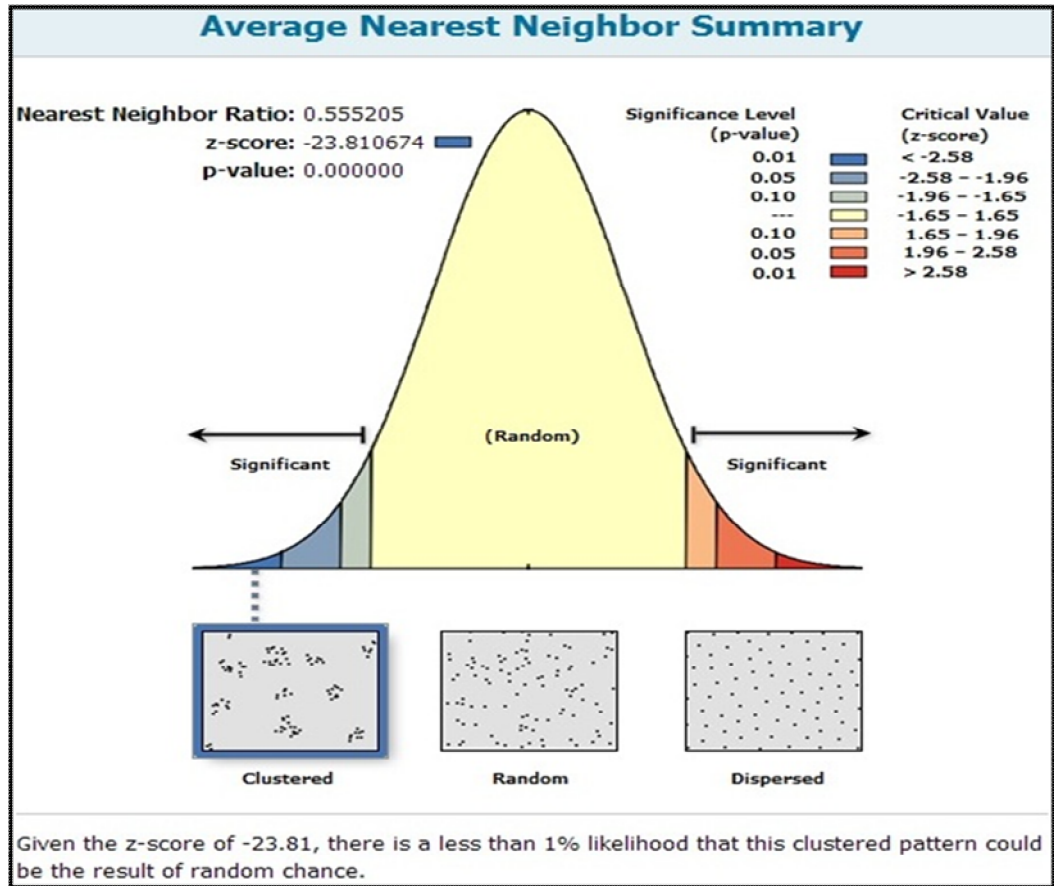 Average Nearest Neighbor Summary
Nearest Neighbor Ratio: 0.555205
z-score: -23.810674
p-value: 0.000000
Significance Level (p-value)
Critical Value (z-score)
0.01 < -2.58
0.05 -2.58 – -1.96
0.10 -1.96 – -1.65
--- -1.65 – 1.65
0.10 1.65 – 1.96
0.05 1.96 – 2.58
0.01 > 2.58
(Random)
Significant
Significant
Clustered
Random
Dispersed
Given the z-score of -23.81, there is a less than 1% likelihood that this clustered pattern could
be the result of random chance.